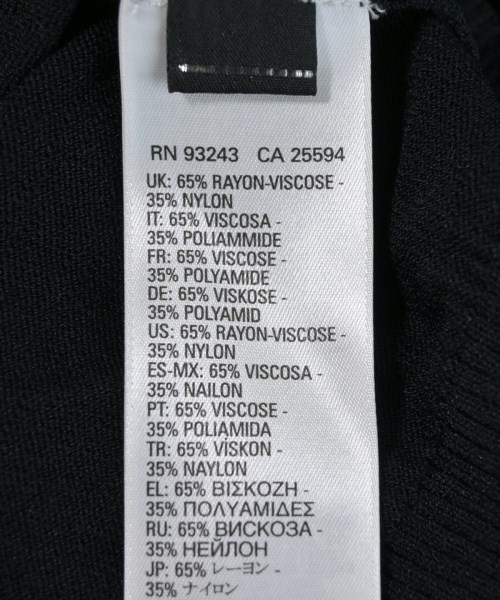 RN 93243 CA 25594
UK: 65% RAYON-VISCOSE -
35% NYLON
IT: 65% VISCOSA -
35% POLIAMMIDE
FR: 65% VISCOSE -
35% POLYAMIDE
DE: 65% VISKOSE -
35% POLYAMID
US: 65% RAYON-VISCOSE -
35% NYLON
ES-MX: 65% VISCOSA -
35% NAILON
PT: 65% VISCOSE -
35% POLIAMIDA
TR: 65% VİSKON -
35% NAYLON
EL: 65% ΒΙΣΚΟΖΗ -
35% ΠΟΛΥΑΜΙΔΕΣ
RU: 65% ВИСКОЗА -
35% НЕЙЛОН
JP: 65% レーヨン -
35% ナイロン